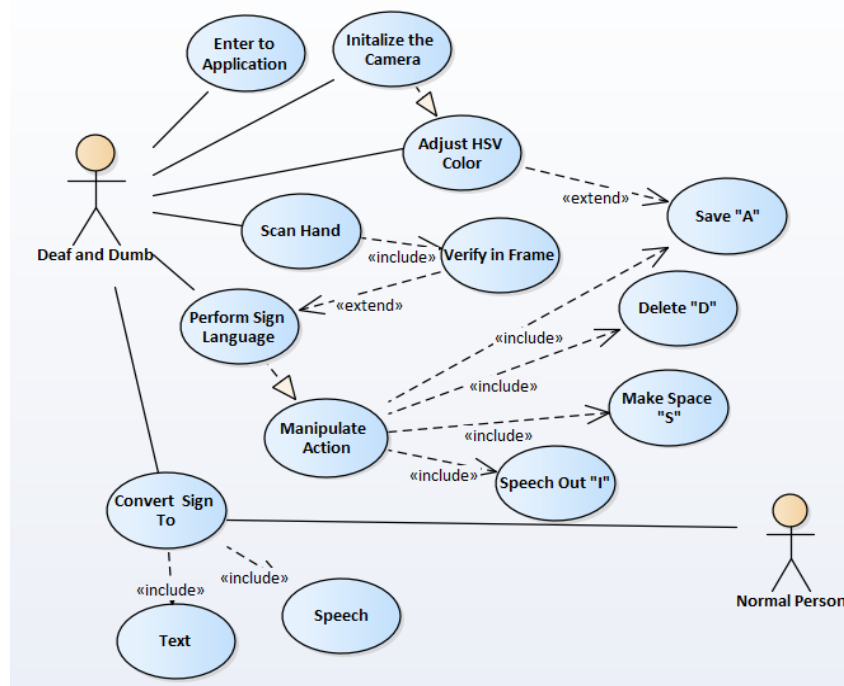 Enter to
Application
Initalize the
Camera
Adjust HSV
Color
«extend»
Save "A"
Deaf and Dumb
Scan Hand
«include»
Verify in Frame
«extend»
Perform Sign
Language
Delete "D"
«include»
«include»
Make Space
"S"
Manipulate
Action
«include»
«include»
Speech Out "I"
Convert Sign
To
«include»
«include»
Text
Speech
Normal Person